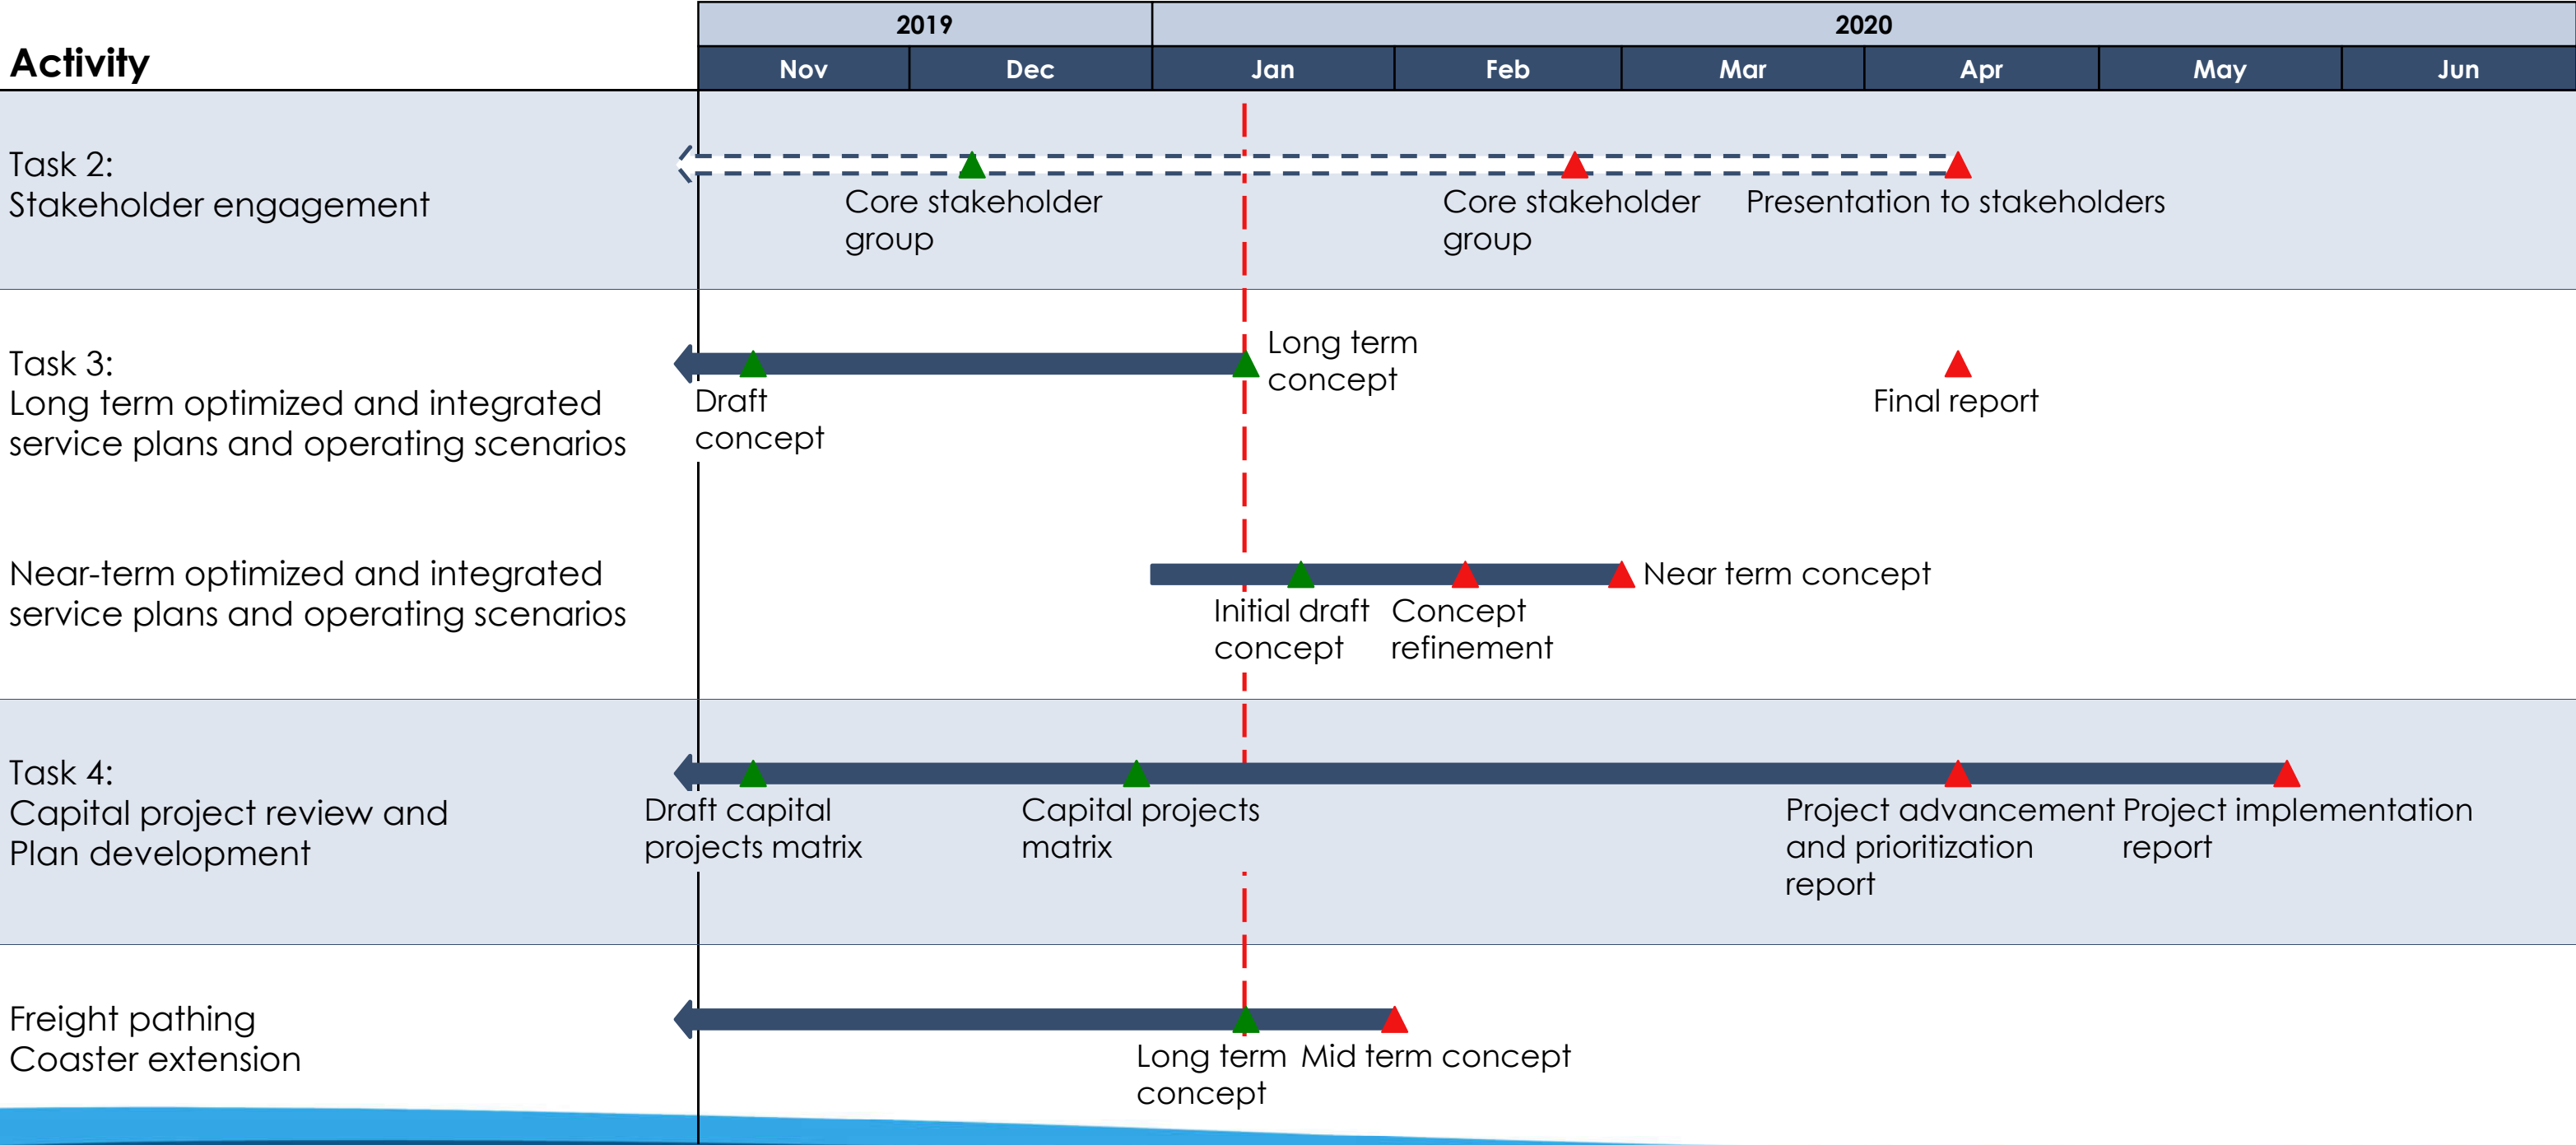 2019
2020
Activity
Nov
Dec
Jan
Feb
Mar
Apr
May
Jun
Task 2:
Stakeholder engagement
Core stakeholder
group
Core stakeholder
group
Presentation to stakeholders
Task 3:
Long term optimized and integrated
service plans and operating scenarios
Draft
concept
Long term
concept
Final report
Near-term optimized and integrated
service plans and operating scenarios
Initial draft
concept
Concept
refinement
Near term concept
Task 4:
Capital project review and
Plan development
Draft capital
projects matrix
Capital projects
matrix
Project advancement
and prioritization
report
Project implementation
report
Freight pathing
Coaster extension
Long term
concept
Mid term concept